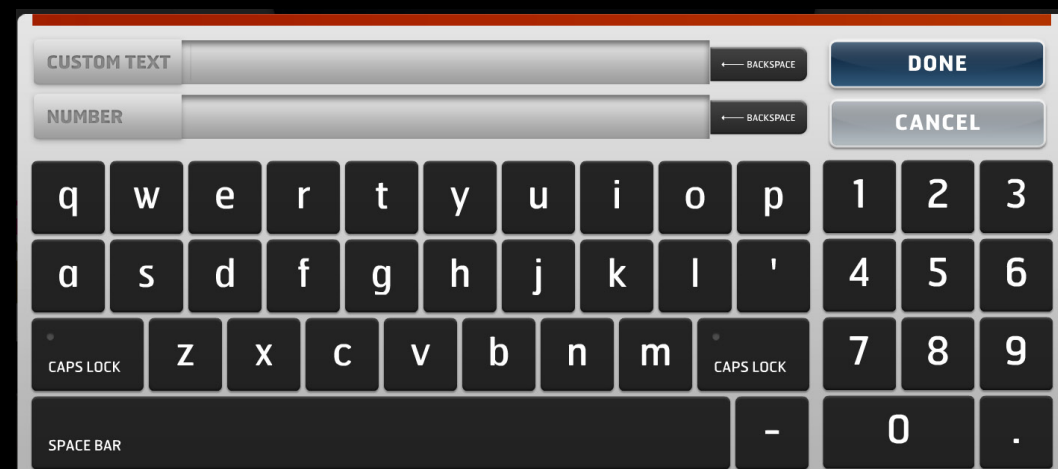 CUSTOM TEXT ← BACKSPACE DONE
NUMBER ← BACKSPACE CANCEL
q w e r t y u i o p 1 2 3
a s d f g h j k l ' 4 5 6
CAPS LOCK z x c v b n m CAPS LOCK 7 8 9
SPACE BAR - 0 .